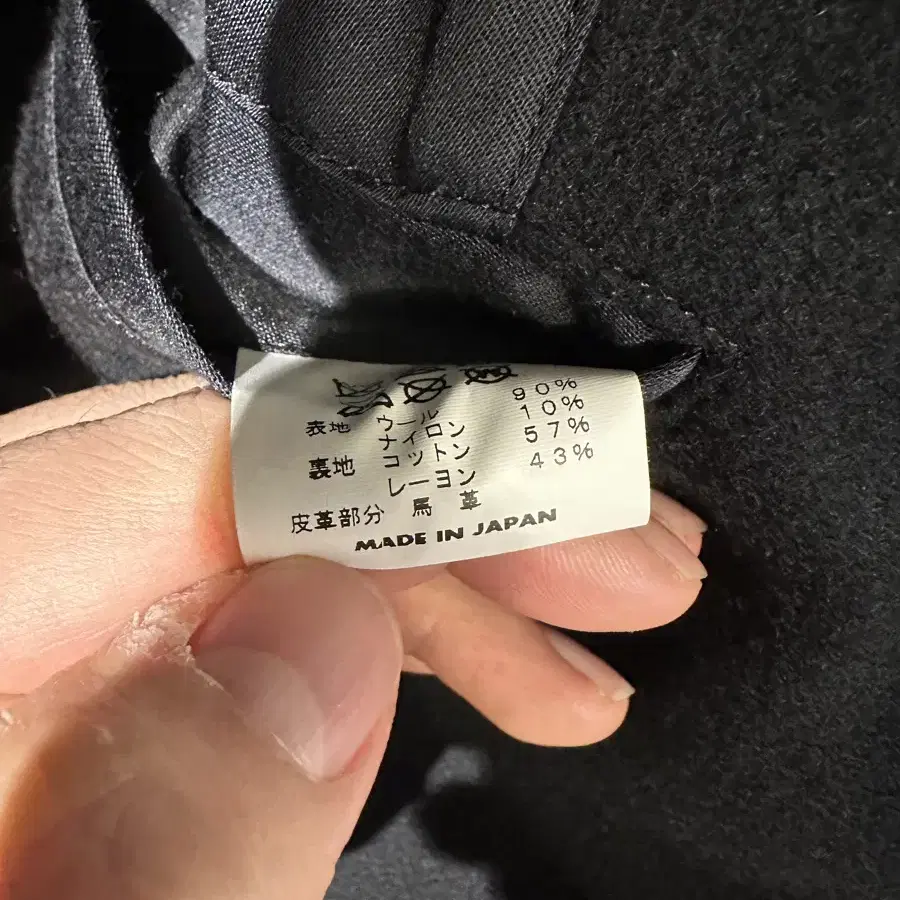 表地 ウール 90%
ナイロン 10%
裏地 コットン 57%
レーヨン 43%
皮革部分 馬 革
MADE IN JAPAN